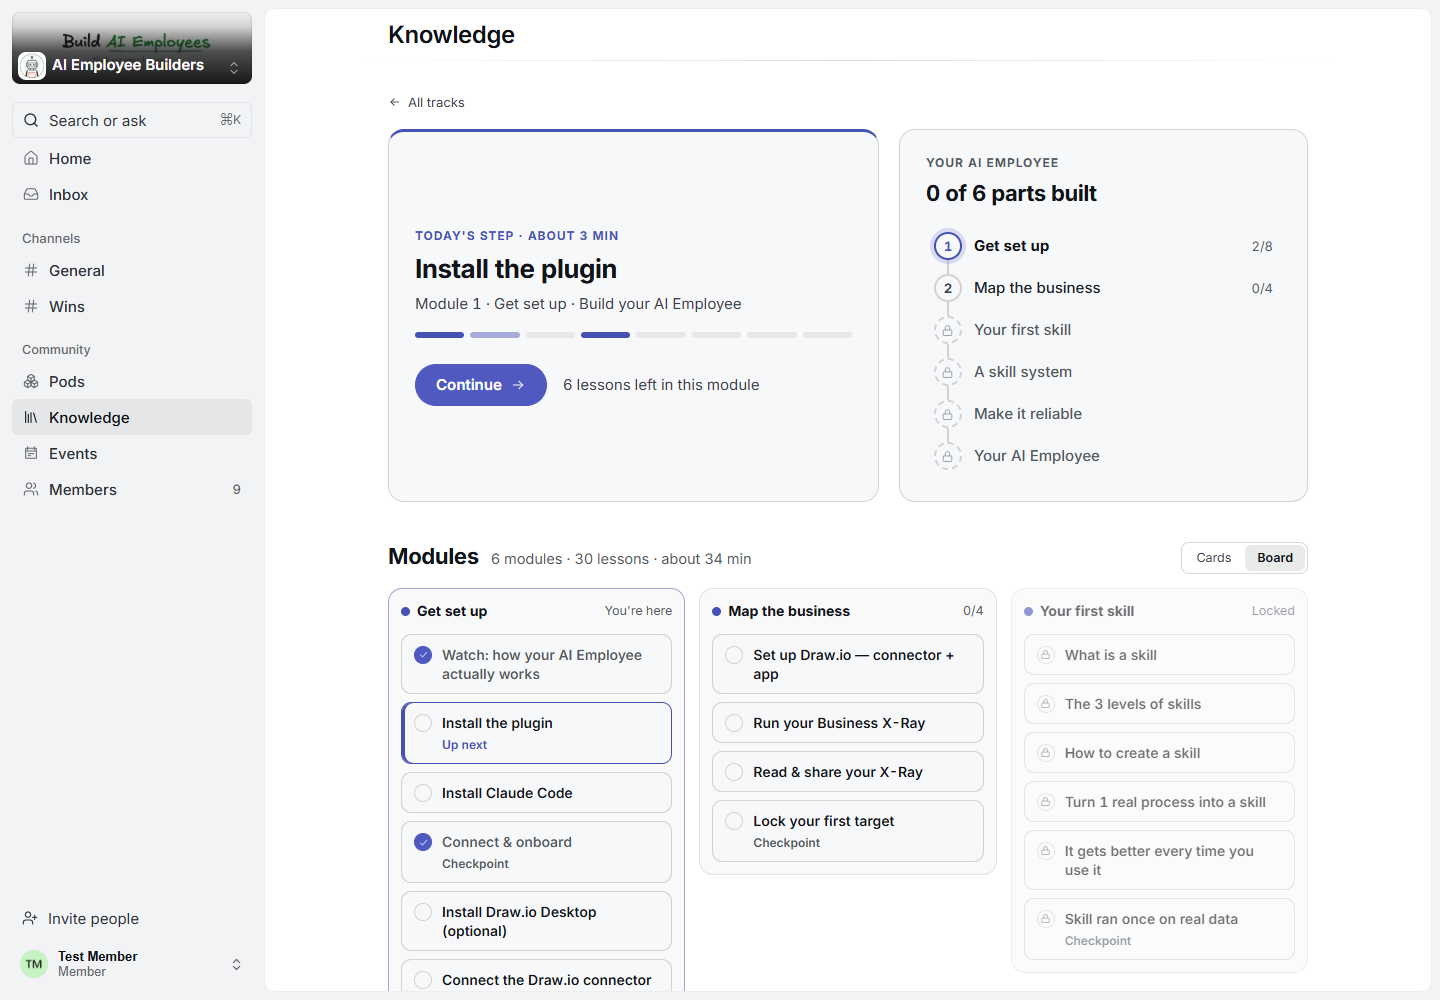 Build AI Employees
AI Employee Builders
Search or ask
⌘K
Home
Inbox
Channels
General
Wins
Community
Pods
Knowledge
Events
Members
9
Invite people
TM
Test Member
Member
Knowledge
← All tracks
TODAY'S STEP · ABOUT 3 MIN
Install the plugin
Module 1 · Get set up · Build your AI Employee
Continue →
6 lessons left in this module
YOUR AI EMPLOYEE
0 of 6 parts built
1
Get set up
2/8
2
Map the business
0/4
Your first skill
A skill system
Make it reliable
Your AI Employee
Modules
6 modules · 30 lessons · about 34 min
Cards
Board
Get set up
You're here
Watch: how your AI Employee
actually works
Install the plugin
Up next
Install Claude Code
Connect & onboard
Checkpoint
Install Draw.io Desktop
(optional)
Connect the Draw.io connector
Map the business
0/4
Set up Draw.io — connector +
app
Run your Business X-Ray
Read & share your X-Ray
Lock your first target
Checkpoint
Your first skill
Locked
What is a skill
The 3 levels of skills
How to create a skill
Turn 1 real process into a skill
It gets better every time you
use it
Skill ran once on real data
Checkpoint